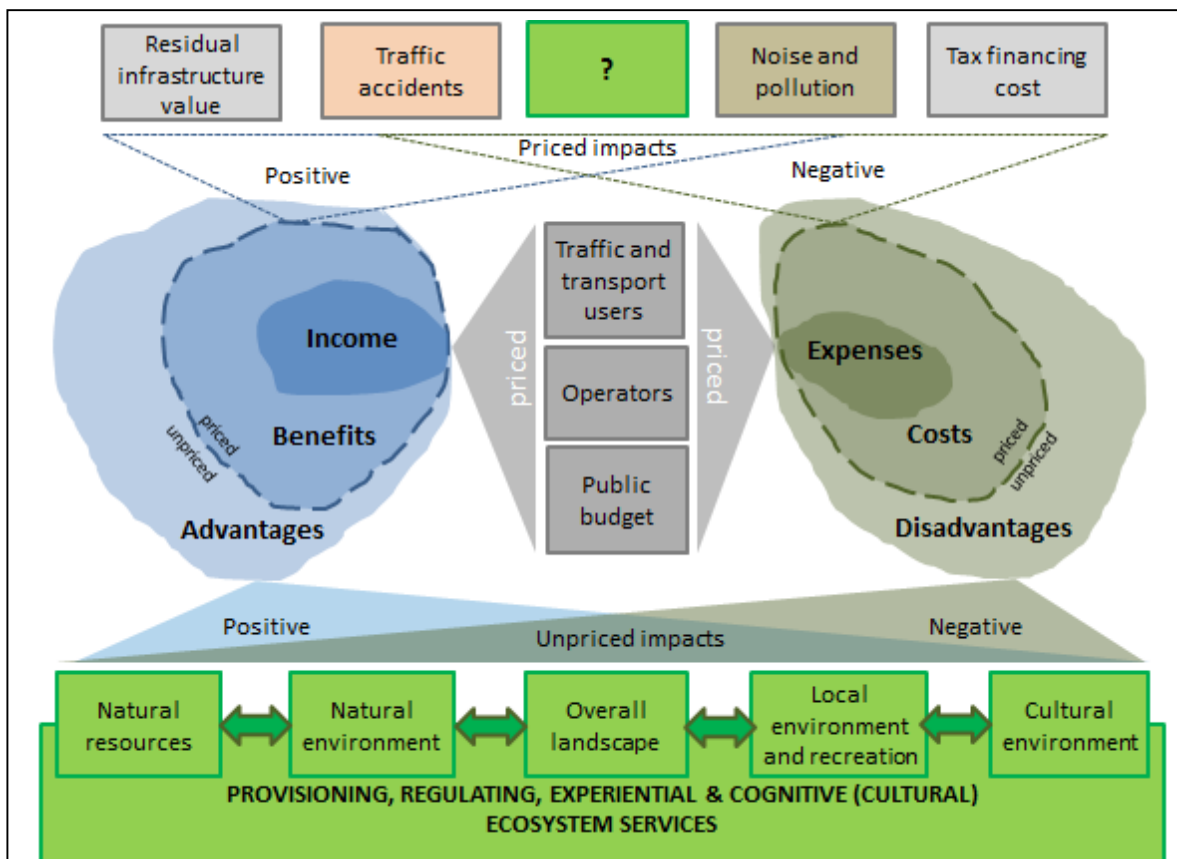 Residual
infrastructure
value
Traffic
accidents
?
Noise and
pollution
Tax financing
cost
Priced impacts
Positive
Negative
Traffic and
transport
users
priced
priced
Income
Expenses
Operators
Benefits
Costs
priced
unpriced
priced
unpriced
Public
budget
Advantages
Disadvantages
Positive
Negative
Unpriced impacts
Natural
resources
Natural
environment
Overall
landscape
Local
environment
and recreation
Cultural
environment
PROVISIONING, REGULATING, EXPERIENTIAL & COGNITIVE (CULTURAL)
ECOSYSTEM SERVICES